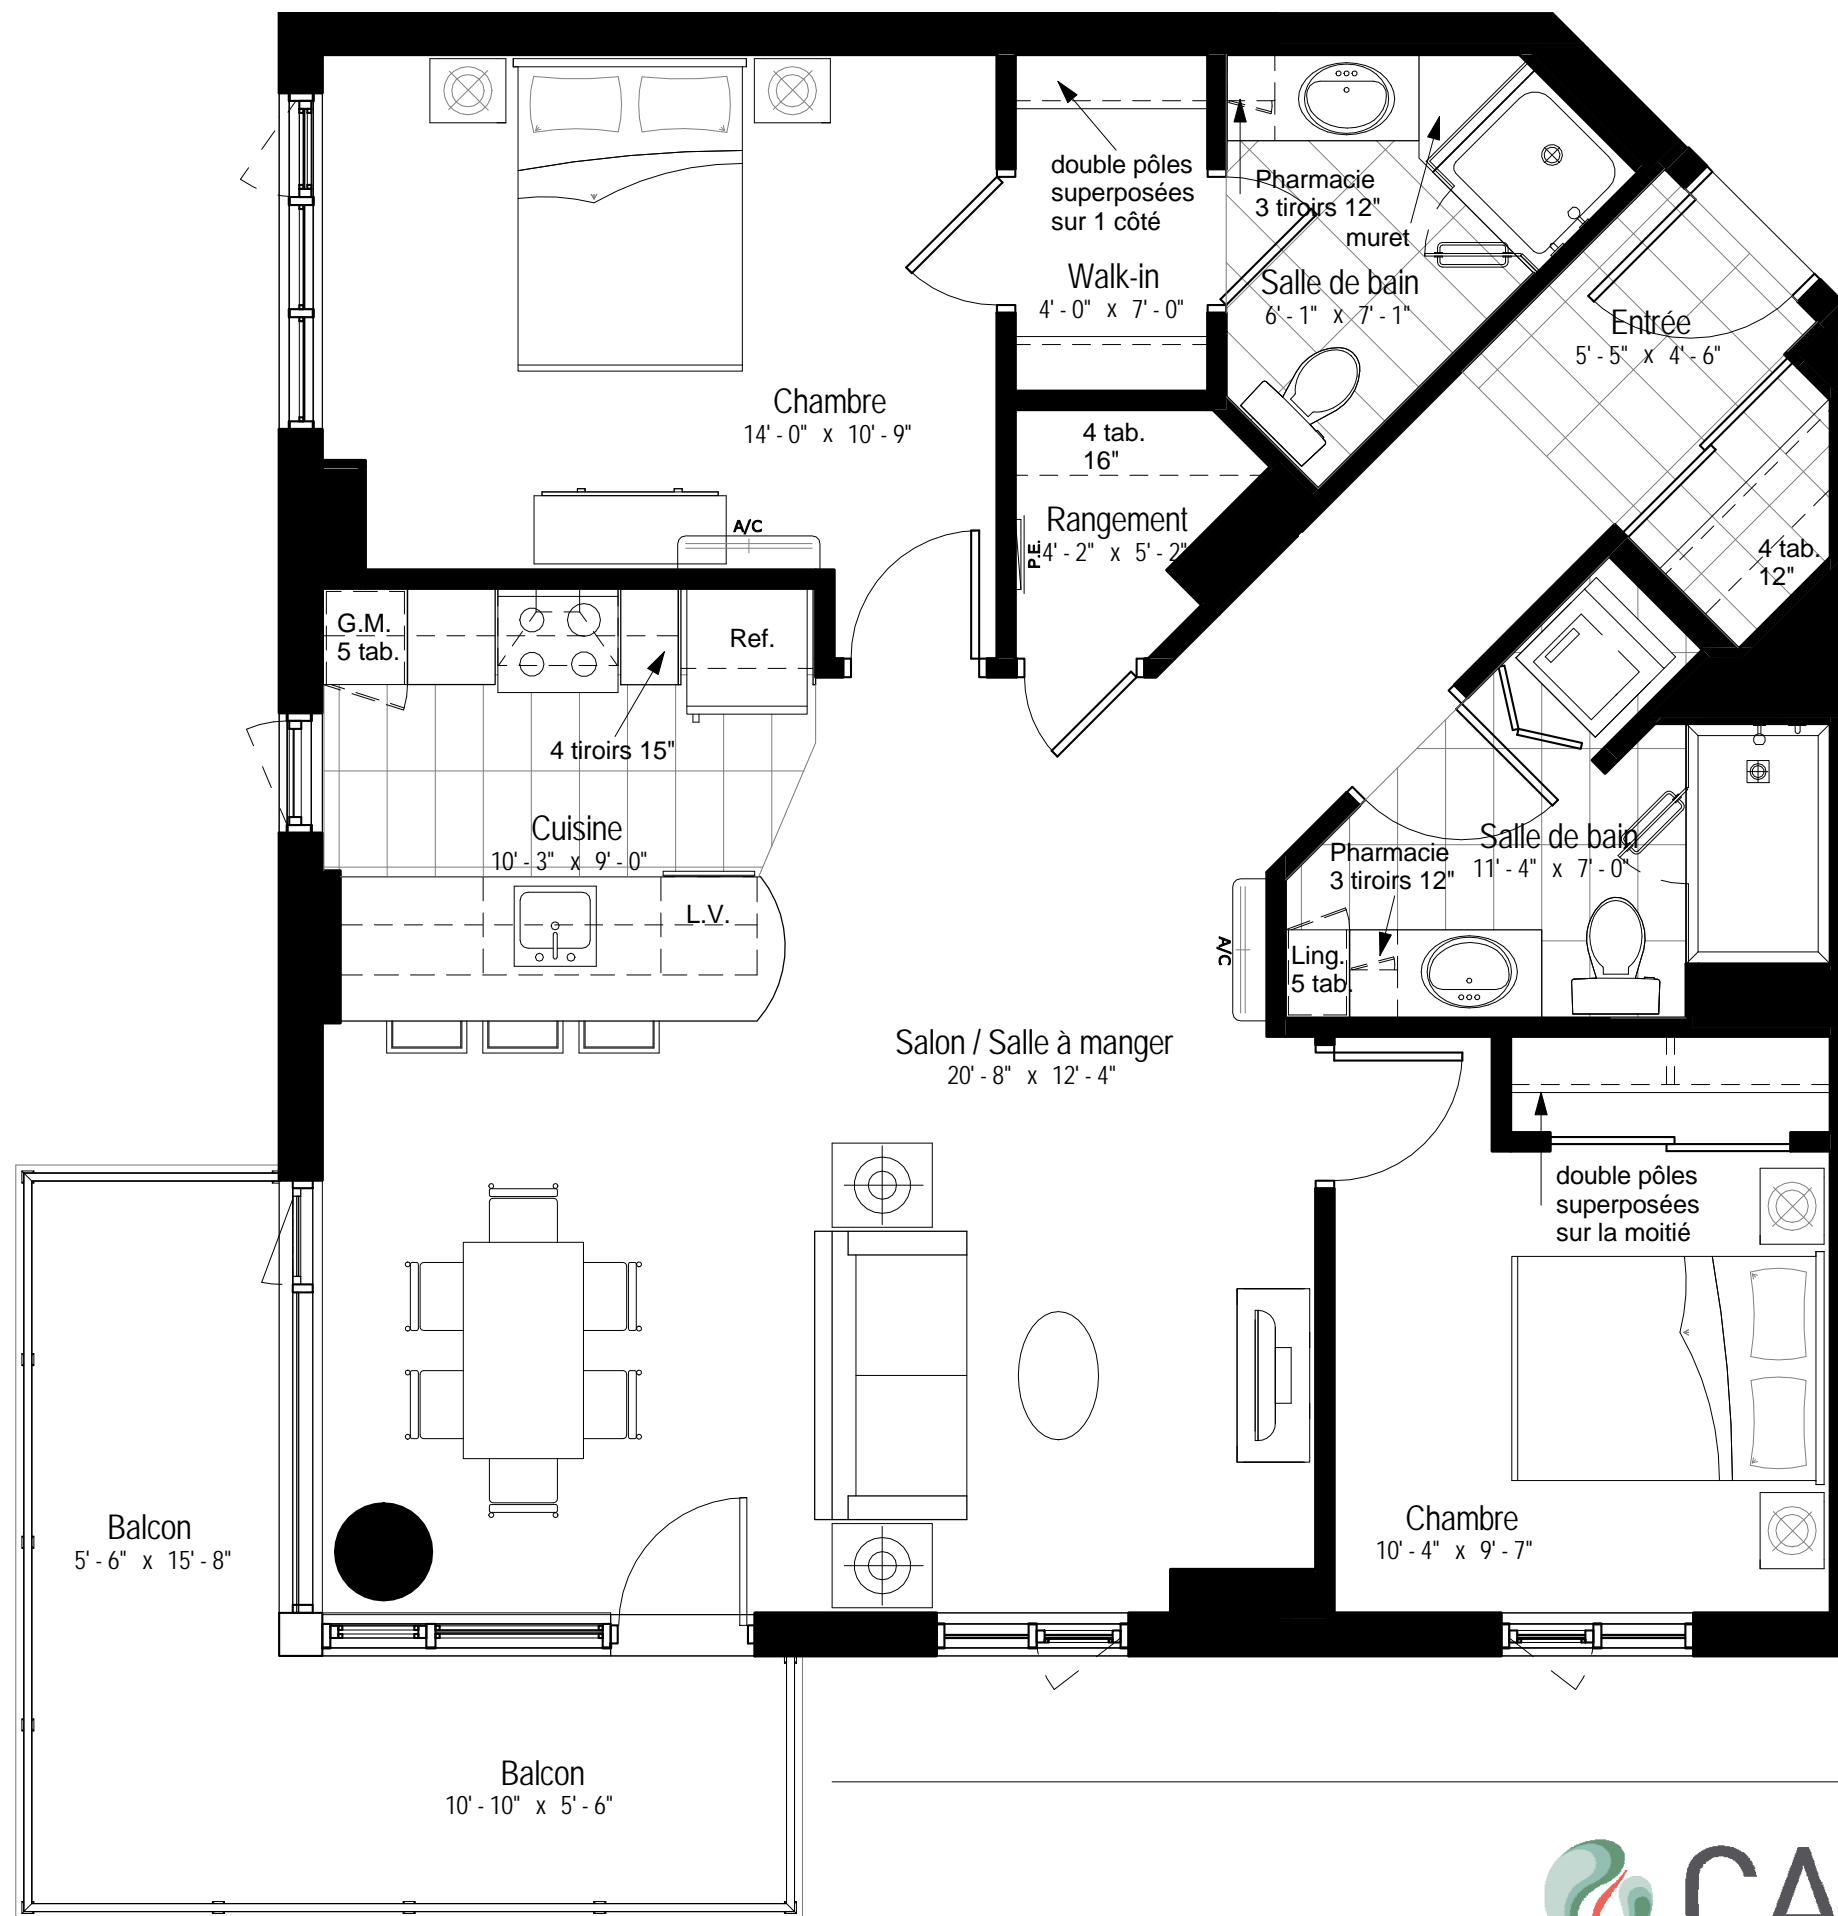 double pôles
superposées
sur 1 côté
Pharmacie
3 tiroirs 12"
muret
Walk-in
4' - 0" x 7' - 0"
Salle de bain
6' - 1" x 7' - 1"
Entrée
5' - 5" x 4' - 6"
Chambre
14' - 0" x 10' - 9"
4 tab.
16"
A/C
Rangement
4' - 2" x 5' - 2"
P.E.
4 tab.
12"
G.M.
5 tab.
Ref.
4 tiroirs 15"
Cuisine
10' - 3" x 9' - 0"
L.V.
Salle de bain
11' - 4" x 7' - 0"
Pharmacie
3 tiroirs 12"
A/C
Ling.
5 tab.
Salon / Salle à manger
20' - 8" x 12' - 4"
double pôles
superposées
sur la moitié
Chambre
10' - 4" x 9' - 7"
Balcon
5' - 6" x 15' - 8"
Balcon
10' - 10" x 5' - 6"